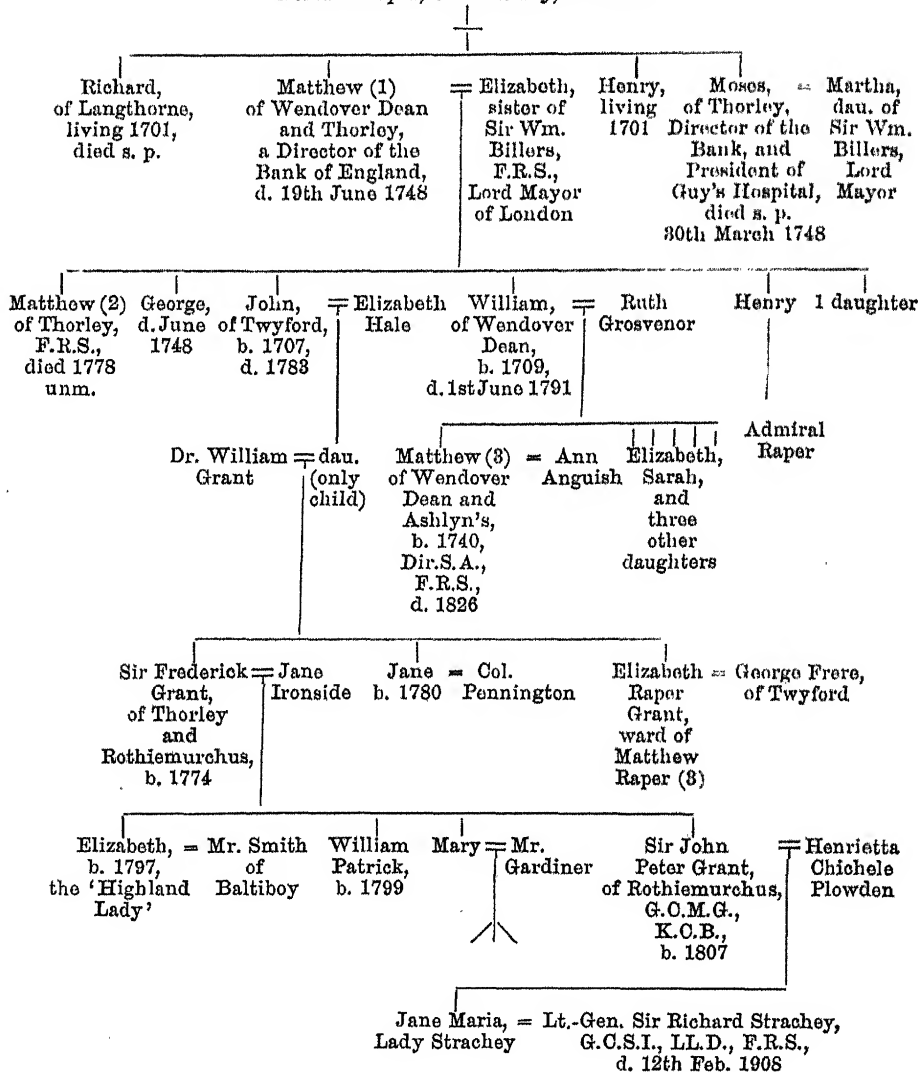 Richard,
of Langthorne,
living 1701,
died s. p.
Matthew (1)
of Wendover Dean
and Thorley,
a Director of the
Bank of England,
d. 19th June 1748
= Elizabeth,
sister of
Sir Wm.
Billers,
F.R.S.,
Lord Mayor
of London
Henry,
living
1701
Moses,
of Thorley,
Director of the
Bank, and
President of
Guy's Hospital,
died s. p.
30th March 1748
= Martha,
dau. of
Sir Wm.
Billers,
Lord
Mayor
Matthew (2)
of Thorley,
F.R.S.,
died 1778
unm.
George,
d. June
1748
John,
of Twyford,
b. 1707,
d. 1783
= Elizabeth
Hale
William,
of Wendover
Dean,
b. 1709,
d. 1st June 1791
= Ruth
Grosvenor
Henry
1 daughter
Dr. William
Grant
= dau.
(only
child)
Matthew (3)
of Wendover
Dean and
Ashlyn's,
b. 1740,
Dir.S.A.,
F.R.S.,
d. 1826
= Ann
Anguish
Elizabeth,
Sarah,
and
three
other
daughters
Admiral
Raper
Sir Frederick
Grant,
of Thorley
and
Rothiemurchus,
b. 1774
= Jane
Ironside
Jane
b. 1780
= Col.
Pennington
Elizabeth
Raper
Grant,
ward of
Matthew
Raper (3)
= George Frere,
of Twyford
Elizabeth,
b. 1797,
the 'Highland
Lady'
= Mr. Smith
of
Baltiboy
William
Patrick,
b. 1799
Mary
= Mr.
Gardiner
Sir John
Peter Grant,
of Rothiemurchus,
G.C.M.G.,
K.C.B.,
b. 1807
= Henrietta
Chichele
Plowden
Jane Maria,
Lady Strachey
= Lt.-Gen. Sir Richard Strachey,
G.C.S.I., LL.D., F.R.S.,
d. 12th Feb. 1908